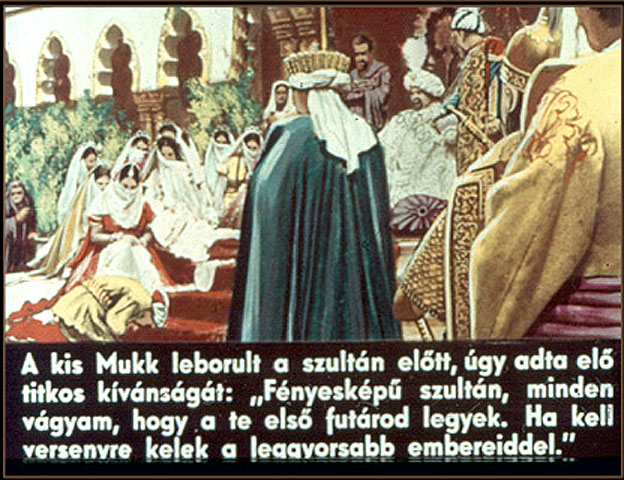 A kis Mukk leborult a szultán előtt, úgy adta elő
titkos kívánságát: „Fényesképű szultán, minden
vágyam, hogy a te első futárod legyek. Ha kell
versenyre kelek a leggyorsabb embereiddel.”